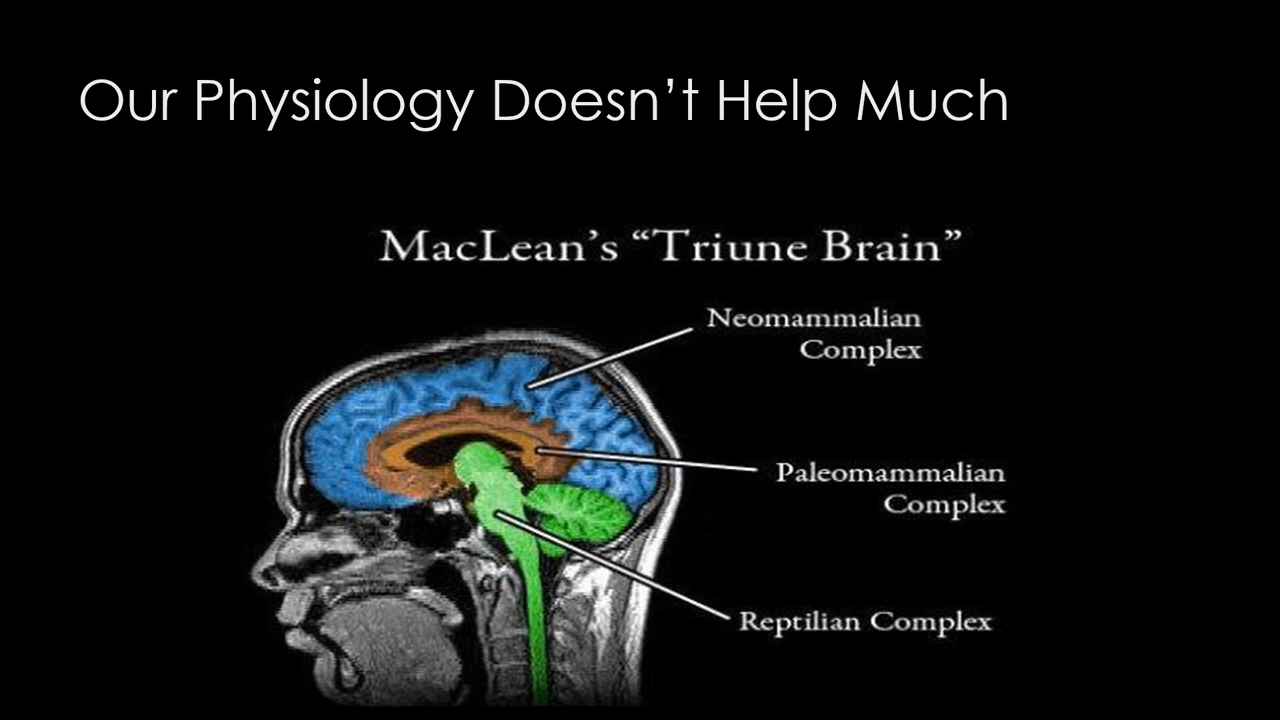 Our Physiology Doesn’t Help Much
MacLean’s “Triune Brain”
Neomammalian
Complex
Paleomammalian
Complex
Reptilian Complex